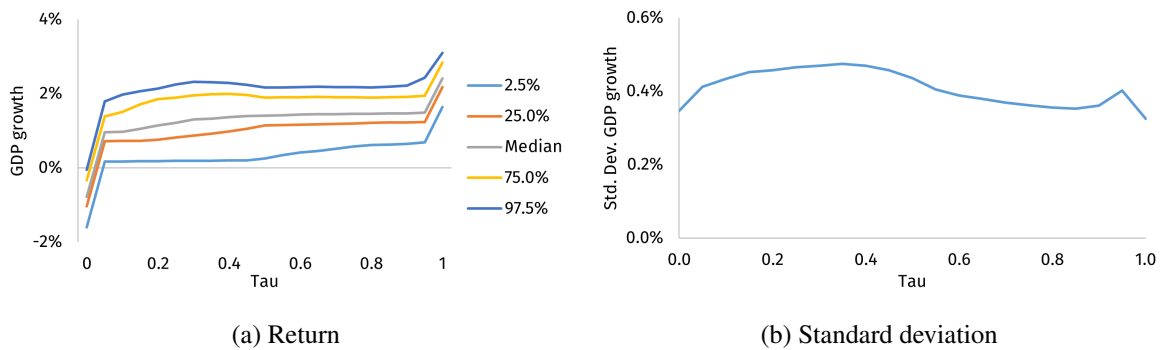 4%
2%
0%
-2%
GDP growth
0 0.2 0.4 0.6 0.8 1
Tau
2.5%
25.0%
Median
75.0%
97.5%
(a) Return
0.6%
0.4%
0.2%
0.0%
Std. Dev. GDP growth
0.0 0.2 0.4 0.6 0.8 1.0
Tau
(b) Standard deviation